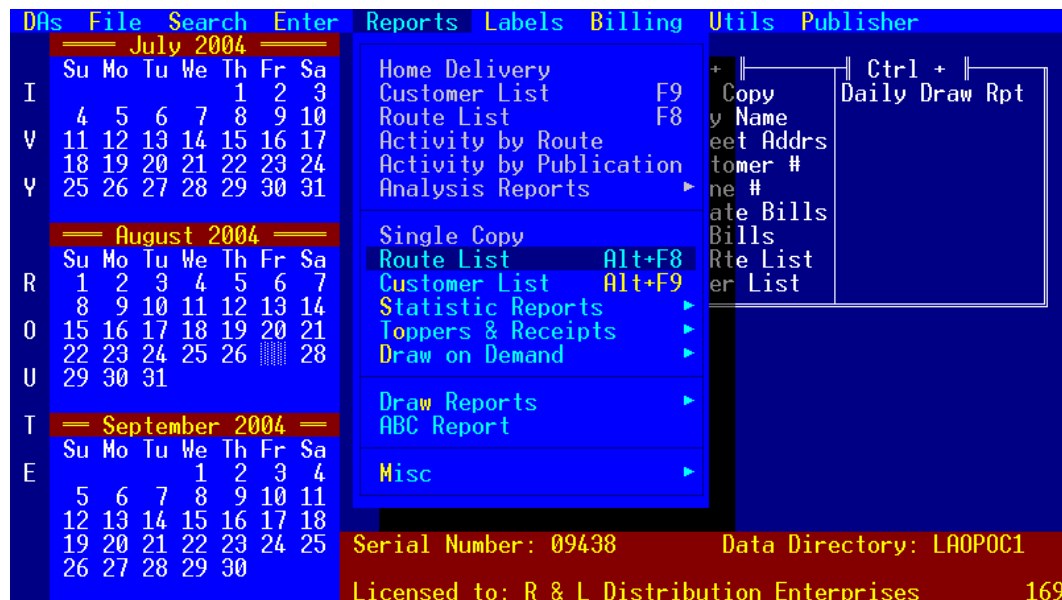 DAs File Search Enter Reports Labels Billing Utils Publisher
July 2004
Su Mo Tu We Th Fr Sa
1 2 3
4 5 6 7 8 9 10
11 12 13 14 15 16 17
18 19 20 21 22 23 24
25 26 27 28 29 30 31
August 2004
Su Mo Tu We Th Fr Sa
1 2 3 4 5 6 7
8 9 10 11 12 13 14
15 16 17 18 19 20 21
22 23 24 25 26 28
29 30 31
September 2004
Su Mo Tu We Th Fr Sa
1 2 3 4
5 6 7 8 9 10 11
12 13 14 15 16 17 18
19 20 21 22 23 24 25
26 27 28 29 30
I
V
Y
R
O
U
T
E
Home Delivery
Customer List F9
Route List F8
Activity by Route
Activity by Publication
Analysis Reports ►
Single Copy
Route List Alt+F8
Customer List Alt+F9
Statistic Reports ►
Toppers & Receipts ►
Draw on Demand ►
Draw Reports ►
ABC Report
Misc ►
+
Copy
y Name
eet Addrs
tomer #
ne #
ate Bills
Bills
Rte List
er List
Ctrl +
Daily Draw Rpt
Serial Number: 09438 Data Directory: LAOPOC1
Licensed to: R & L Distribution Enterprises 169